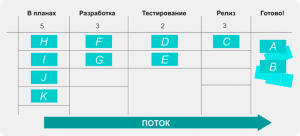 В планах Разработка Тестирование Релиз Готово!
5 3 2 3
H F D C A
I G E B
J
K
ПОТОК